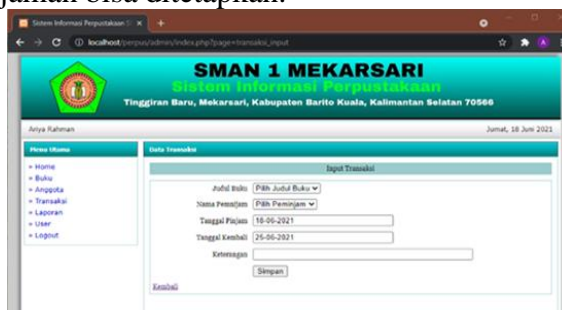 jaman bisa ditetapkan.
Sistem Informasi Perpustakaan S
localhost/perpus/admin/index.php?page=transaksi_input
SMAN 1 MEKARSARI
Sistem Informasi Perpustakaan
Tinggiran Baru, Mekarsari, Kabupaten Barito Kuala, Kalimantan Selatan 70566
Ariya Rahman
Jumat, 18 Juni 2021
Menu Utama
Data Transaksi
» Home
» Buku
» Anggota
» Transaksi
» Laporan
» User
» Logout
Input Transaksi
Judul Buku Pilih Judul Buku
Nama Peminjam Pilih Peminjam
Tanggal Pinjam 18-06-2021
Tanggal Kembali 25-06-2021
Keterangan
Simpan
Kembali